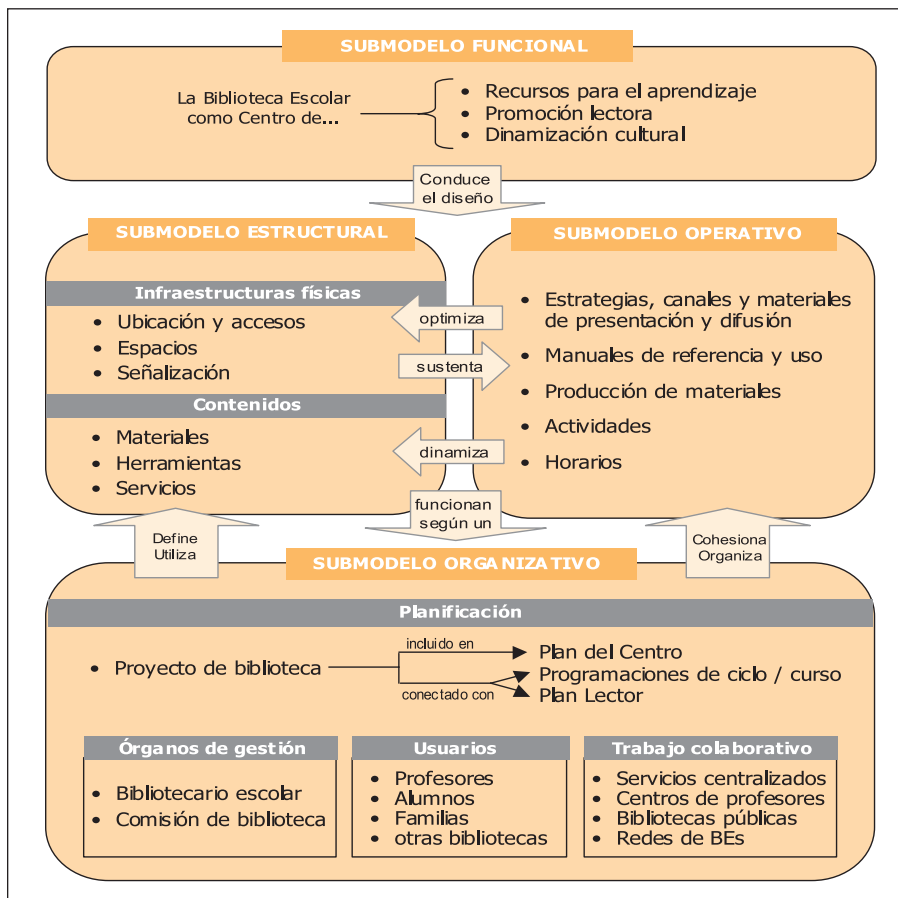 SUBMODELO FUNCIONAL
La Biblioteca Escolar
como Centro de...
• Recursos para el aprendizaje
• Promoción lectora
• Dinamización cultural
Conduce
el diseño
SUBMODELO ESTRUCTURAL
Infraestructuras físicas
• Ubicación y accesos
• Espacios
• Señalización
Contenidos
• Materiales
• Herramientas
• Servicios
optimiza
sustenta
dinamiza
SUBMODELO OPERATIVO
• Estrategias, canales y materiales
de presentación y difusión
• Manuales de referencia y uso
• Producción de materiales
• Actividades
• Horarios
funcionan
según un
Define
Utiliza
Cohesiona
Organiza
SUBMODELO ORGANIZATIVO
Planificación
• Proyecto de biblioteca
incluido en
Plan del Centro
conectado con
Programaciones de ciclo / curso
Plan Lector
Órganos de gestión
• Bibliotecario escolar
• Comisión de biblioteca
Usuarios
• Profesores
• Alumnos
• Familias
• otras bibliotecas
Trabajo colaborativo
• Servicios centralizados
• Centros de profesores
• Bibliotecas públicas
• Redes de BEs